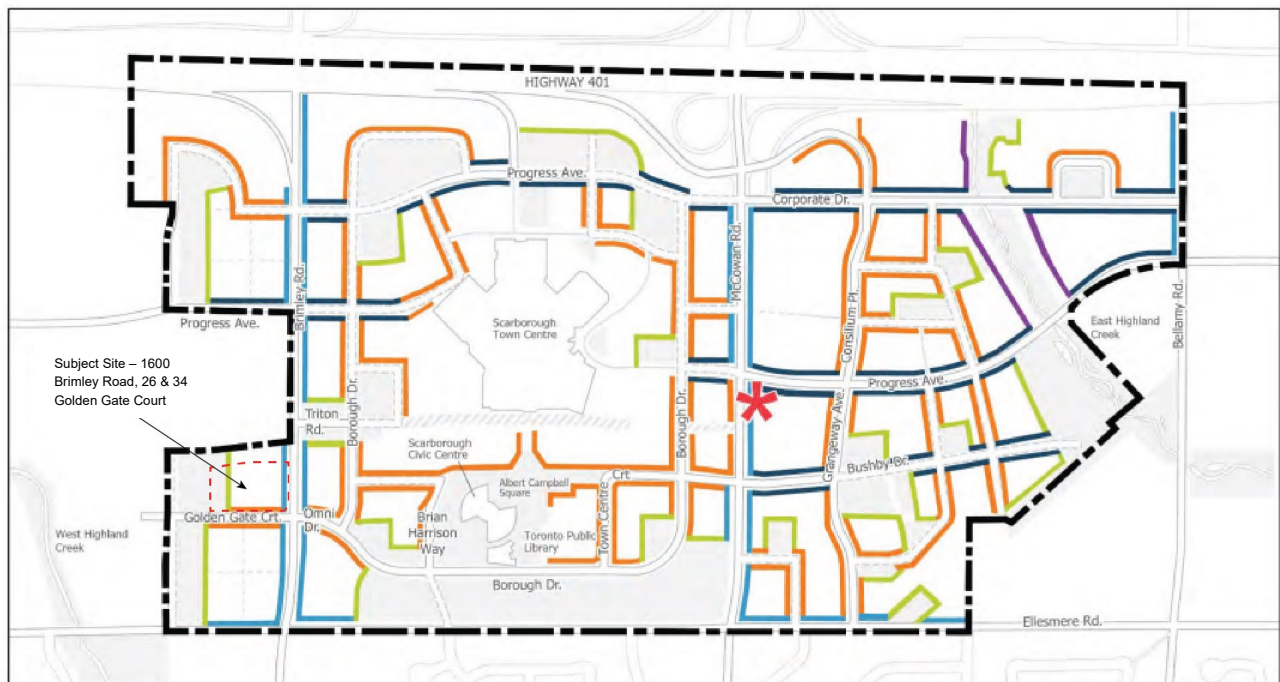 HIGHWAY 401
Progress Ave.
Corporate Dr.
McCowan Rd.
Brimley Rd.
Consilium Pl.
Bellamy Rd.
Progress Ave.
Scarborough
Town Centre
East Highland
Creek
Subject Site – 1600
Brimley Road, 26 & 34
Golden Gate Court
Progress Ave.
Borough Dr.
Borough Dr.
Triton
Rd.
Grangeway Ave.
Scarborough
Civic Centre
Bushby Dr.
Albert Campbell
Square
Town Centre
Crt
Golden Gate Crt.
Omni
Dr.
Brian
Harrison
Way
Toronto Public
Library
West Highland
Creek
Borough Dr.
Ellesmere Rd.